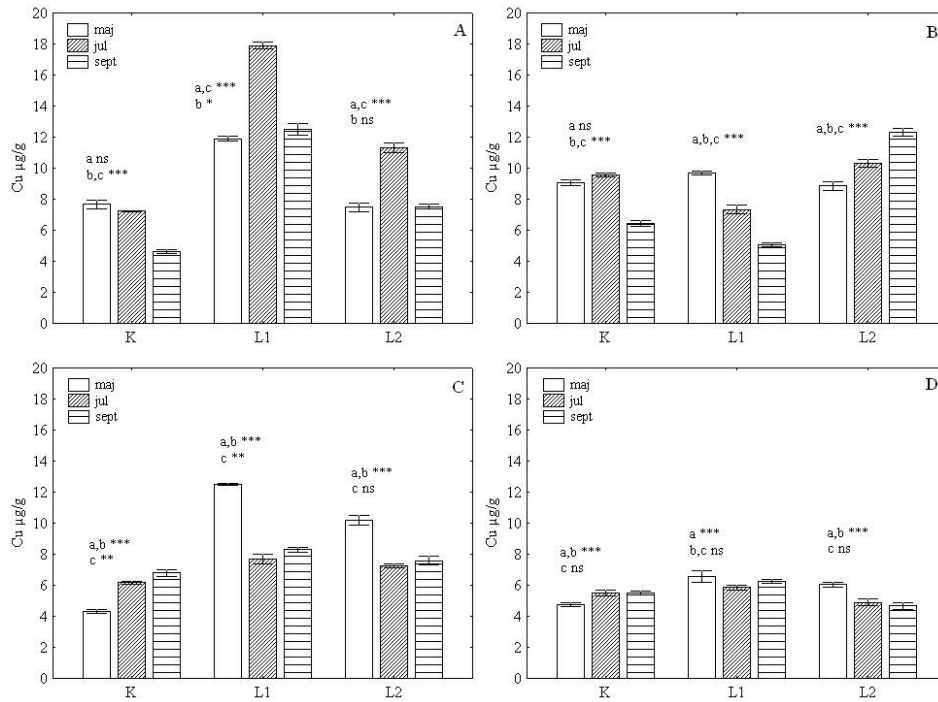 A
maj
jul
sept
Cu µg/g
20
18
16
14
12
10
8
6
4
2
0
a ns
b,c ***
a,c ***
b *
a,c ***
b ns
K
L1
L2
B
maj
jul
sept
Cu µg/g
20
18
16
14
12
10
8
6
4
2
0
a ns
b,c ***
a,b,c ***
a,b,c ***
K
L1
L2
C
maj
jul
sept
Cu µg/g
20
18
16
14
12
10
8
6
4
2
0
a,b ***
c **
a,b ***
c **
a,b ***
c ns
K
L1
L2
D
maj
jul
sept
Cu µg/g
20
18
16
14
12
10
8
6
4
2
0
a,b ***
c ns
a ***
b,c ns
a,b ***
c ns
K
L1
L2